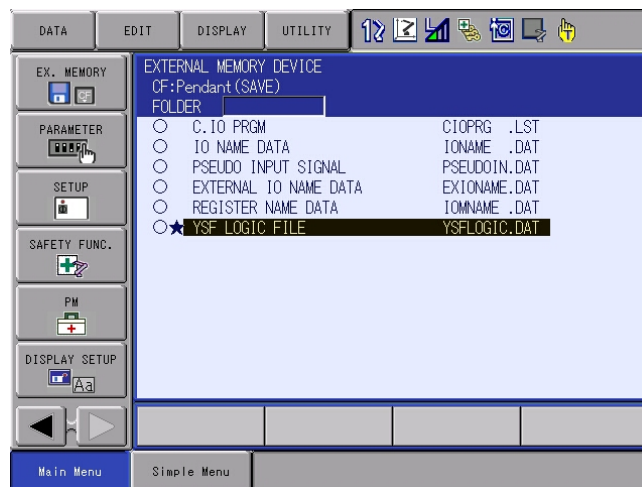 DATA EDIT DISPLAY UTILITY
EX. MEMORY
CF
PARAMETER
SETUP
SAFETY FUNC.
PM
DISPLAY SETUP
Aa
EXTERNAL MEMORY DEVICE
CF:Pendant(SAVE)
FOLDER
C.IO PRGM CIOPRG .LST
IO NAME DATA IONAME .DAT
PSEUDO INPUT SIGNAL PSEUDOIN.DAT
EXTERNAL IO NAME DATA EXIONAME.DAT
REGISTER NAME DATA IOMNAME .DAT
★ YSF LOGIC FILE YSFLOGIC.DAT
Main Menu Simple Menu